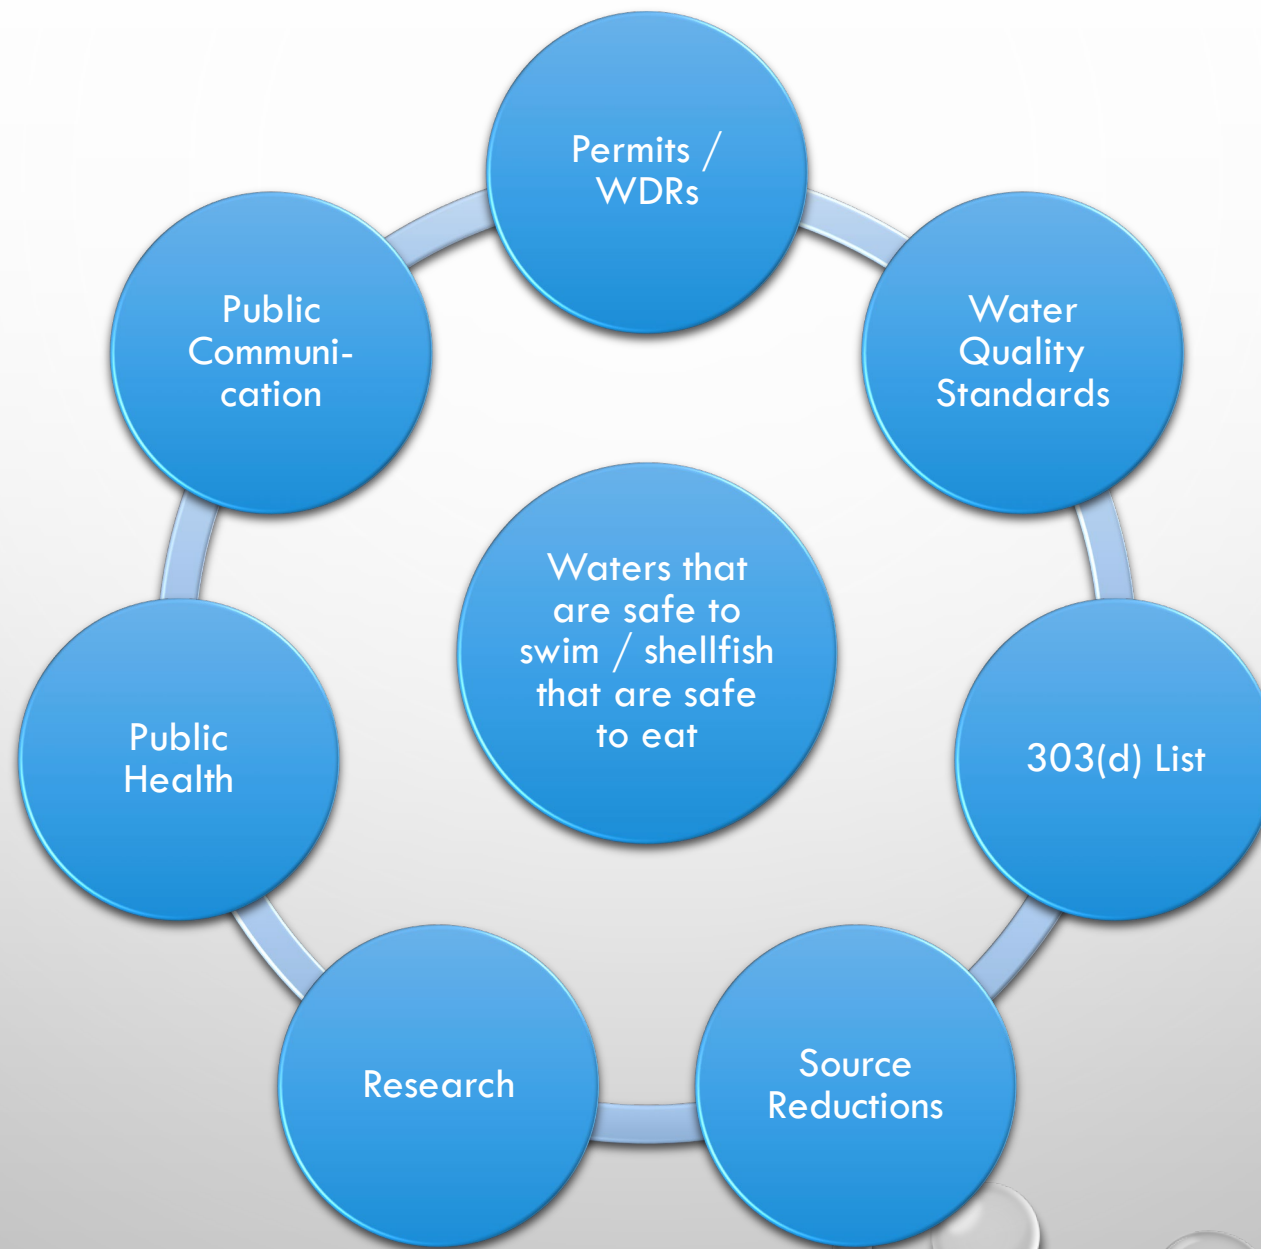 Permits /
WDRs
Water
Quality
Standards
303(d) List
Source
Reductions
Research
Public
Health
Public
Communi-
cation
Waters that
are safe to
swim / shellfish
that are safe
to eat